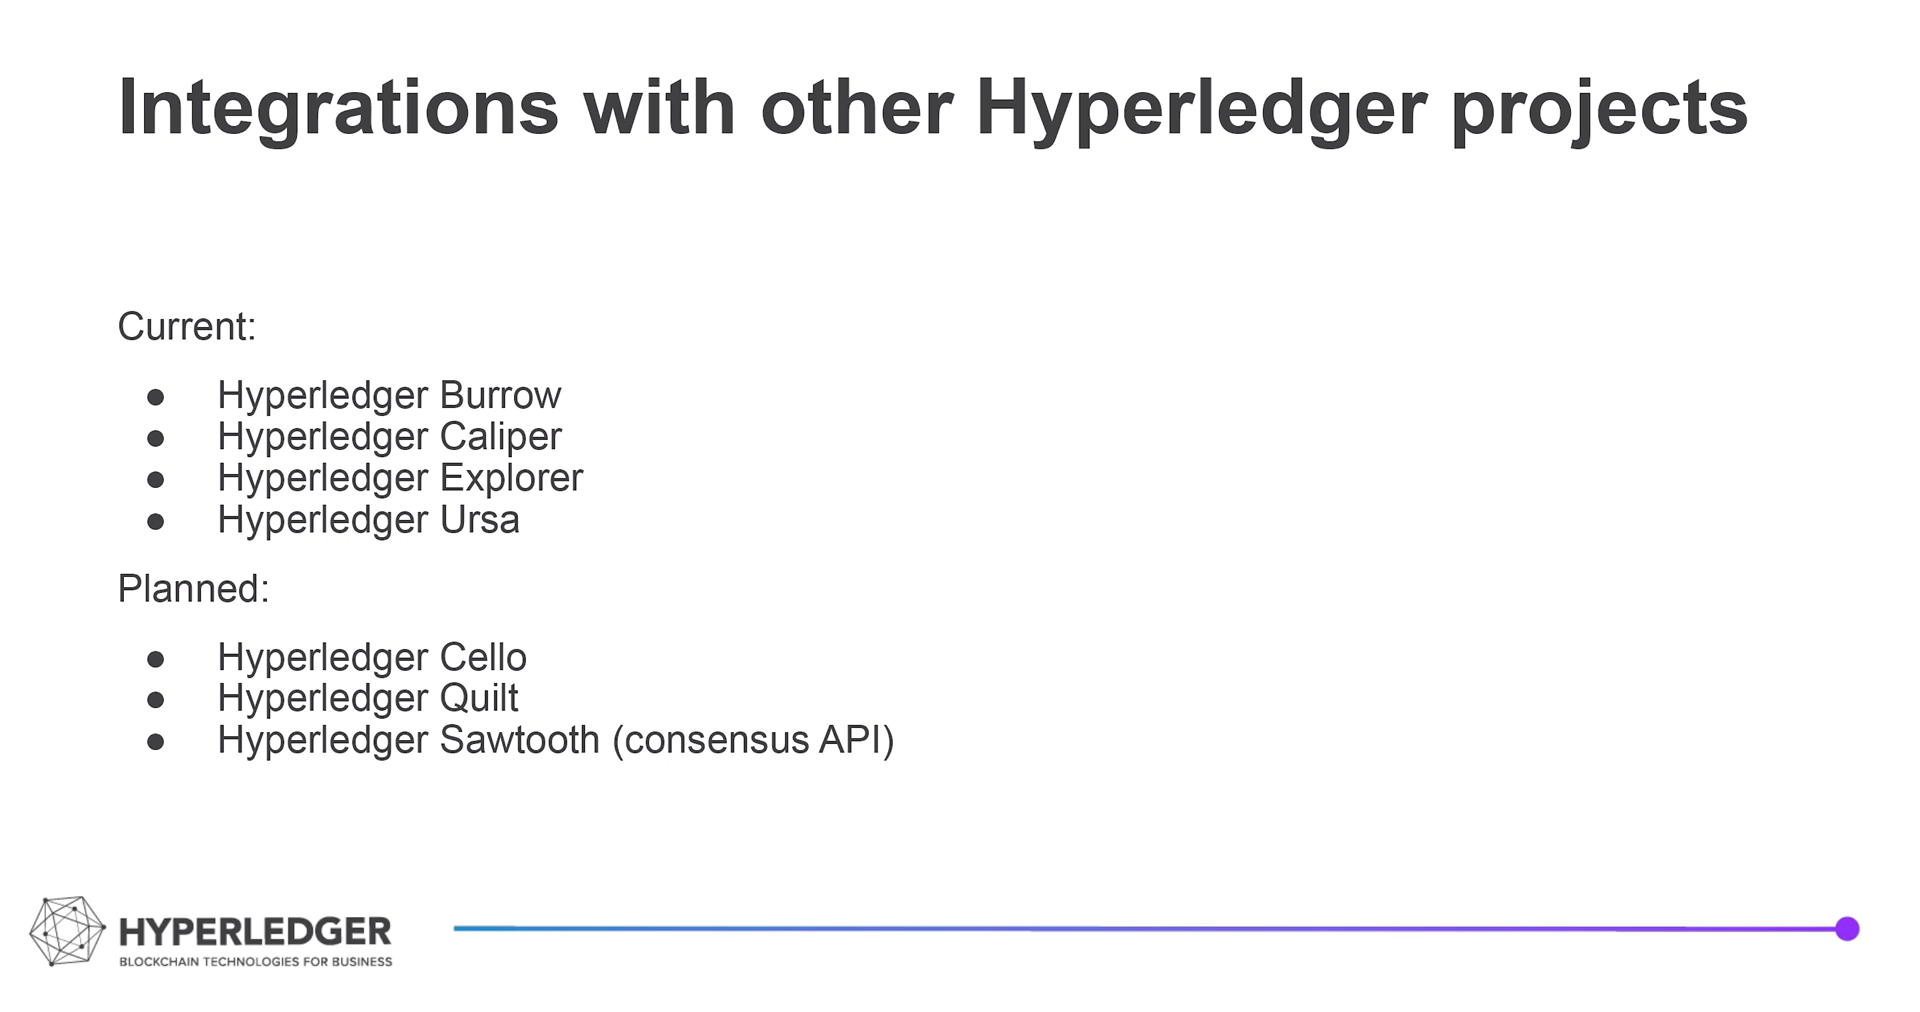 Integrations with other Hyperledger projects
Current:
● Hyperledger Burrow
● Hyperledger Caliper
● Hyperledger Explorer
● Hyperledger Ursa
Planned:
● Hyperledger Cello
● Hyperledger Quilt
● Hyperledger Sawtooth (consensus API)
HYPERLEDGER
BLOCKCHAIN TECHNOLOGIES FOR BUSINESS